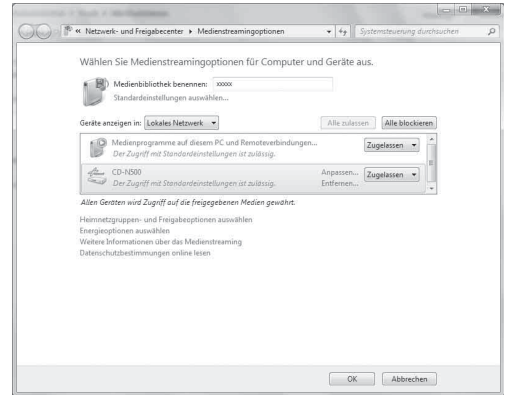 « Netzwerk- und Freigabecenter ▸ Medienstreamingoptionen
Systemsteuerung durchsuchen
Wählen Sie Medienstreamingoptionen für Computer und Geräte aus.
Medienbibliothek benennen: xxxxx
Standardeinstellungen auswählen...
Geräte anzeigen in: Lokales Netzwerk
Alle zulassen
Alle blockieren
Medienprogramme auf diesem PC und Remoteverbindungen...
Zugelassen
Der Zugriff mit Standardeinstellungen ist zulässig.
CD-N500
Anpassen...
Zugelassen
Der Zugriff mit Standardeinstellungen ist zulässig.
Entfernen...
Allen Geräten wird Zugriff auf die freigegebenen Medien gewährt.
Heimnetzgruppen- und Freigabeoptionen auswählen
Energieoptionen auswählen
Weitere Informationen über das Medienstreaming
Datenschutzbestimmungen online lesen
OK
Abbrechen